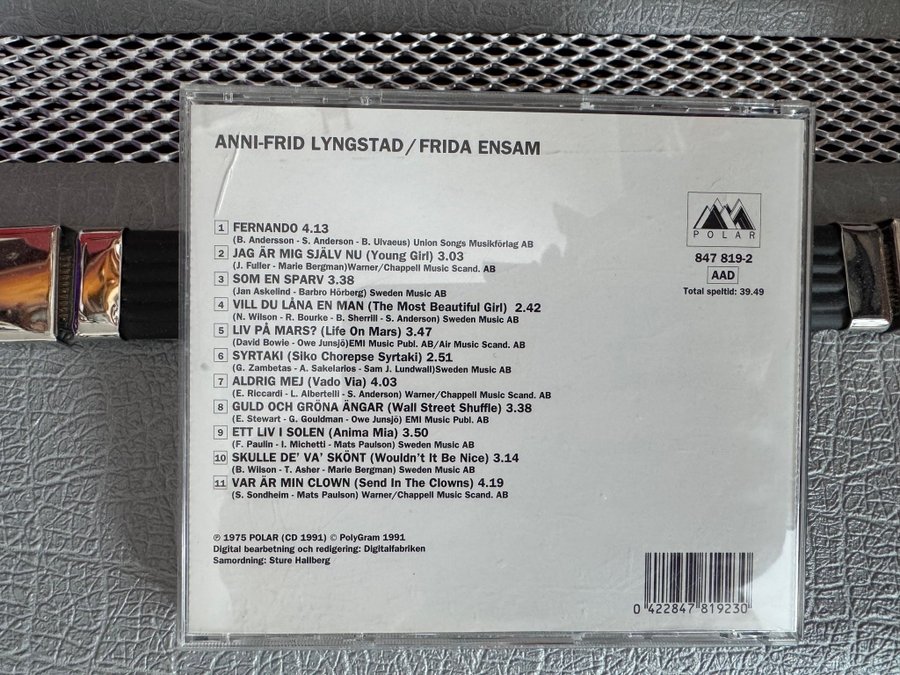 ANNI-FRID LYNGSTAD / FRIDA ENSAM
POLAR
847 819-2
AAD
Total speltid: 39.49
1 FERNANDO 4.13
(B. Andersson - S. Anderson - B. Ulvaeus) Union Songs Musikförlag AB
2 JAG ÄR MIG SJÄLV NU (Young Girl) 3.03
(J. Fuller - Marie Bergman)Warner/Chappell Music Scand. AB
3 SOM EN SPARV 3.38
(Jan Askelind - Barbro Hörberg) Sweden Music AB
4 VILL DU LÅNA EN MAN (The Most Beautiful Girl) 2.42
(N. Wilson - R. Bourke - B. Sherrill - S. Anderson) Sweden Music AB
5 LIV PÅ MARS? (Life On Mars) 3.47
(David Bowie - Owe Junsjö)EMI Music Publ. AB/Air Music Scand. AB
6 SYRTAKI (Siko Chorepse Syrtaki) 2.51
(G. Zambetas - A. Sakelarios - Sam J. Lundwall)Sweden Music AB
7 ALDRIG MEJ (Vado Via) 4.03
(E. Riccardi - L. Albertelli - S. Anderson) Warner/Chappell Music Scand. AB
8 GULD OCH GRÖNA ÄNGAR (Wall Street Shuffle) 3.38
(E. Stewart - G. Gouldman - Owe Junsjö) EMI Music Publ. AB
9 ETT LIV I SOLEN (Anima Mia) 3.50
(F. Paulin - I. Michetti - Mats Paulson) Sweden Music AB
10 SKULLE DE' VA' SKÖNT (Wouldn't It Be Nice) 3.14
(B. Wilson - T. Asher - Marie Bergman) Sweden Music AB
11 VAR ÄR MIN CLOWN (Send In The Clowns) 4.19
(S. Sondheim - Mats Paulson) Warner/Chappell Music Scand. AB
℗ 1975 POLAR (CD 1991) © PolyGram 1991
Digital bearbetning och redigering: Digitalfabriken
Samordning: Sture Hallberg
0 422847 819230